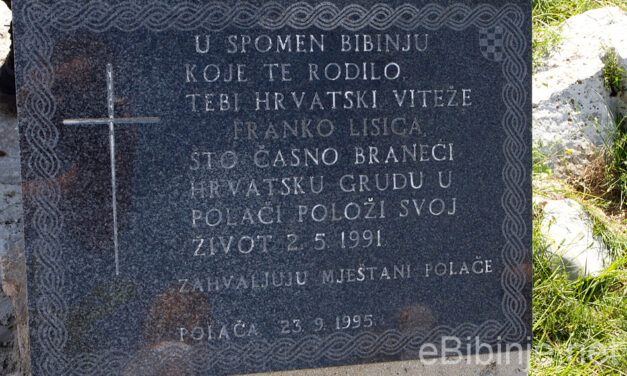 U SPOMEN BIBINJU
KOJE TE RODILO,
TEBI HRVATSKI VITEŽE
FRANKO LISICA,
ŠTO ČASNO BRANEĆI
HRVATSKU GRUDU U
POLAČI POLOŽI SVOJ
ŽIVOT 2.5.1991
ZAHVALJUJU MJEŠTANI POLAČE
POLAČA 23.9.1995.
eBibinje.net